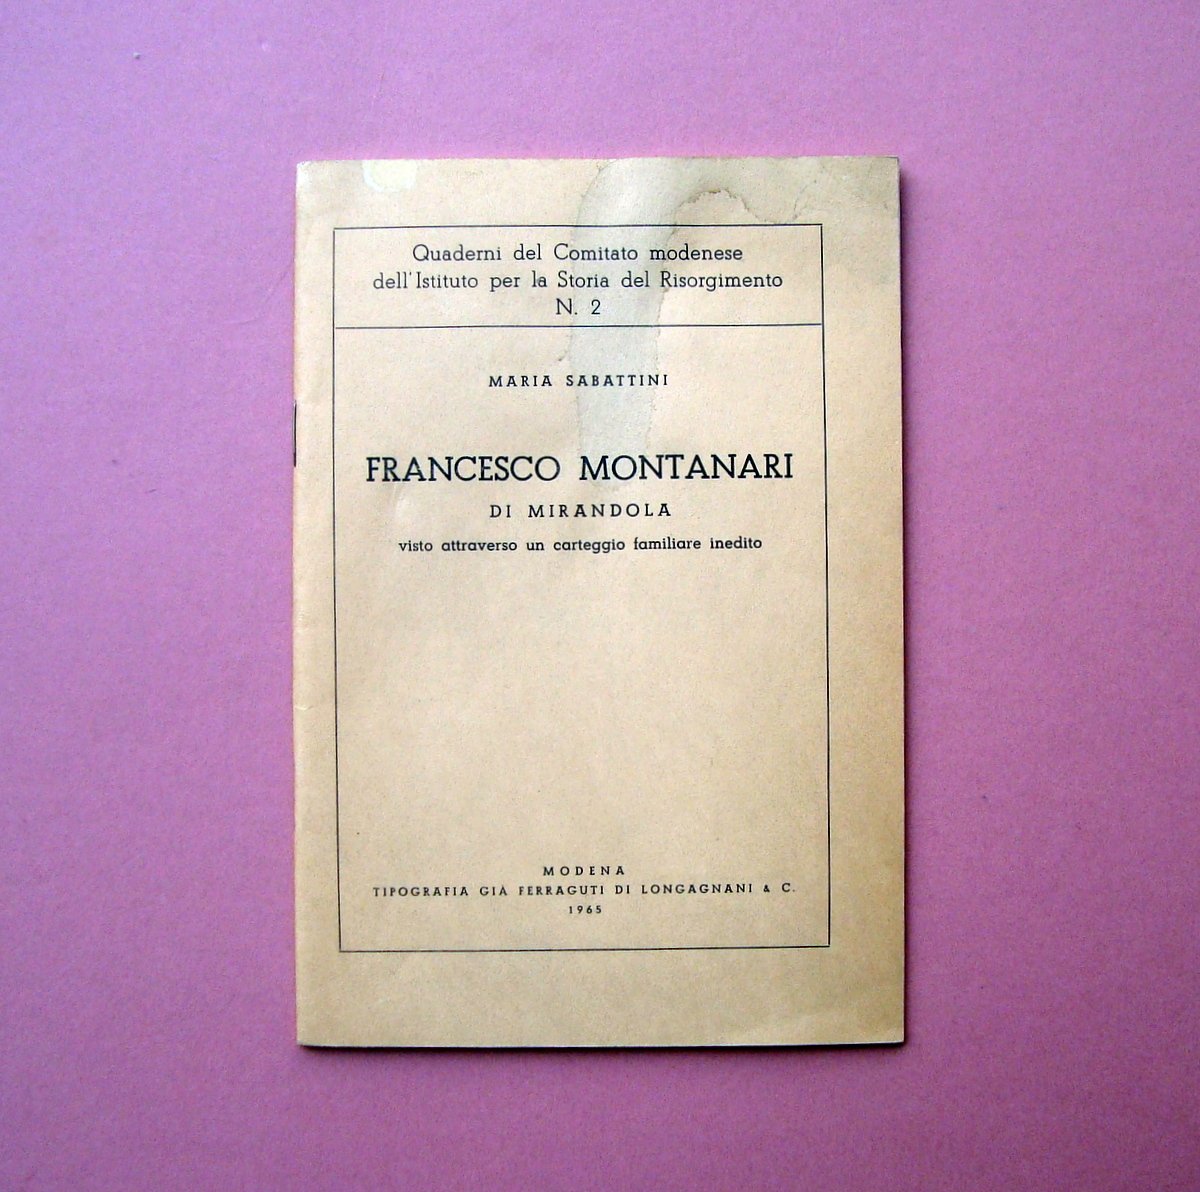 Quaderni del Comitato modenese
dell'Istituto per la Storia del Risorgimento
N. 2
MARIA SABATTINI
FRANCESCO MONTANARI
DI MIRANDOLA
visto attraverso un carteggio familiare inedito
MODENA
TIPOGRAFIA GIÀ FERRAGUTI DI LONGAGNANI & C.
1965